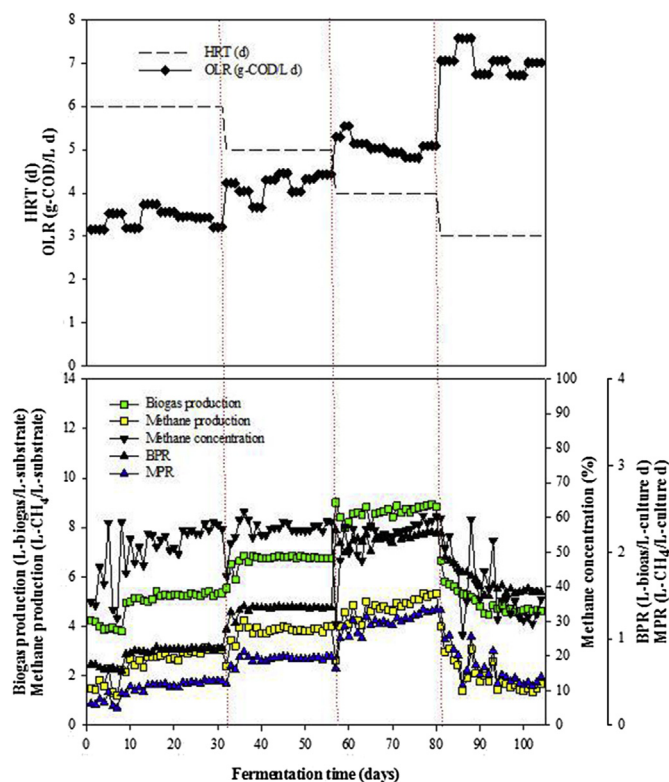 8
7
6
5
4
3
2
1
0
HRT (d)
OLR (g-COD/L d)
HRT (d)
OLR (g-COD/L d)
14
12
10
8
6
4
2
0
Biogas production (L-biogas/L-substrate)
Methane production (L-CH4/L-substrate)
Biogas production
Methane production
Methane concentration
BPR
MPR
100
90
80
70
60
50
40
30
20
10
0
Methane concentration (%)
4
3
2
1
0
BPR (L-bioas/L-culture d)
MPR (L-CH4/L-culture d)
0 10 20 30 40 50 60 70 80 90 100
Fermentation time (days)